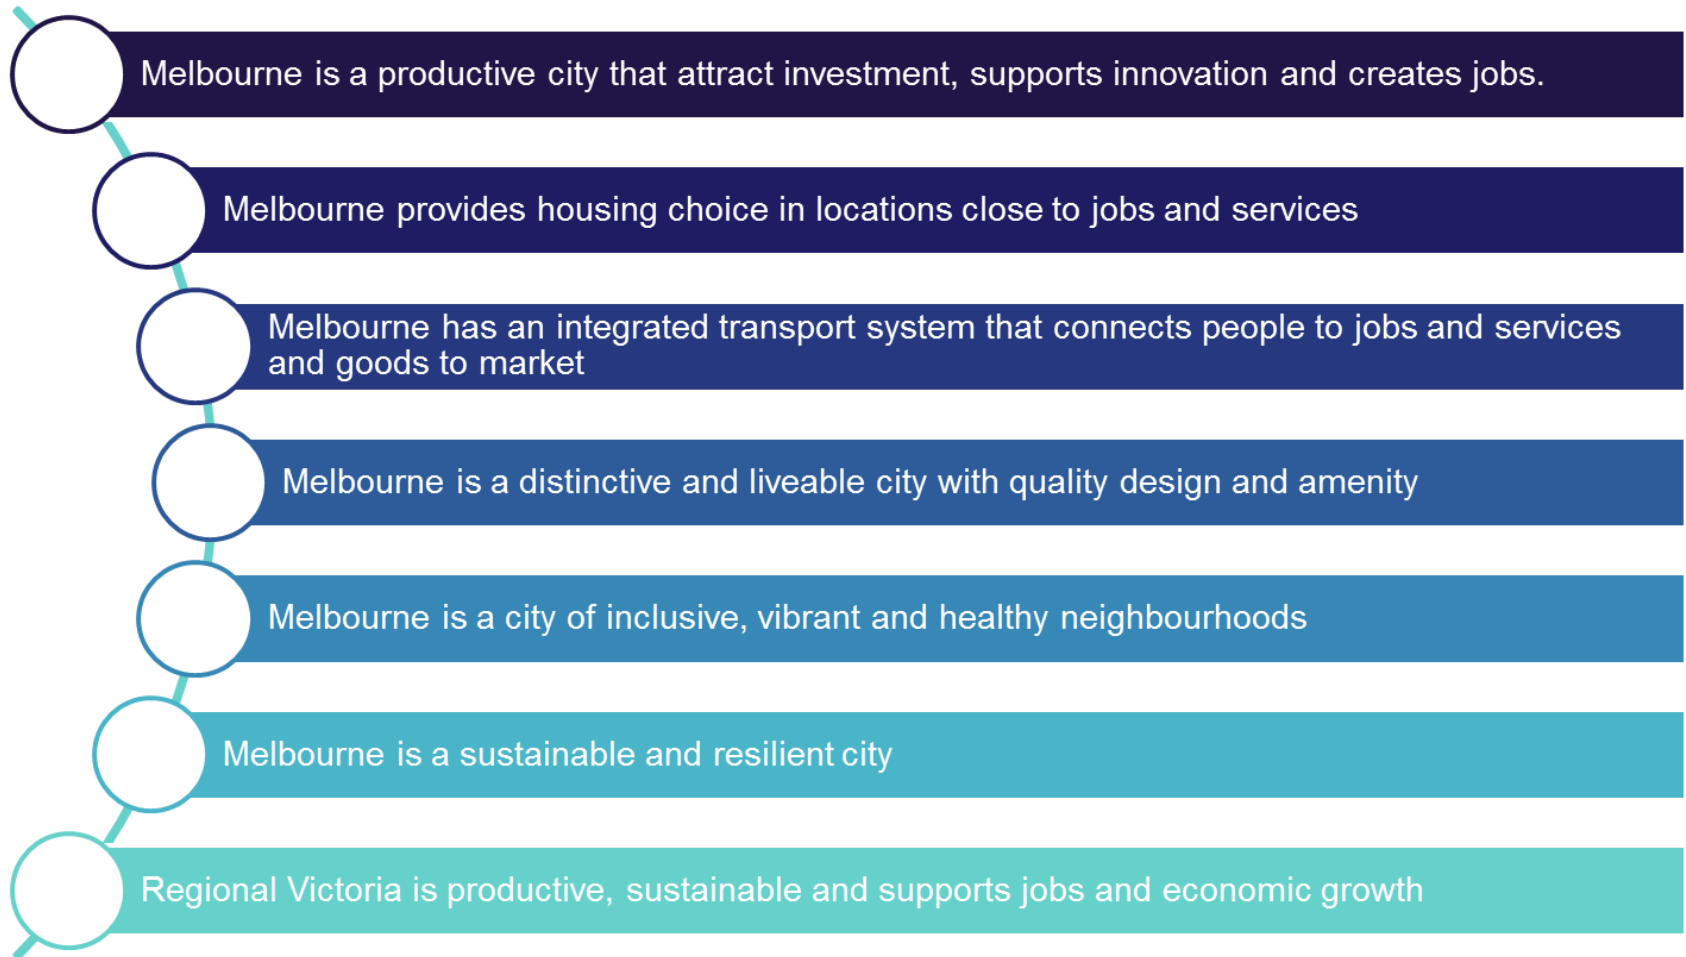 Melbourne is a productive city that attract investment, supports innovation and creates jobs.
Melbourne provides housing choice in locations close to jobs and services
Melbourne has an integrated transport system that connects people to jobs and services
and goods to market
Melbourne is a distinctive and liveable city with quality design and amenity
Melbourne is a city of inclusive, vibrant and healthy neighbourhoods
Melbourne is a sustainable and resilient city
Regional Victoria is productive, sustainable and supports jobs and economic growth